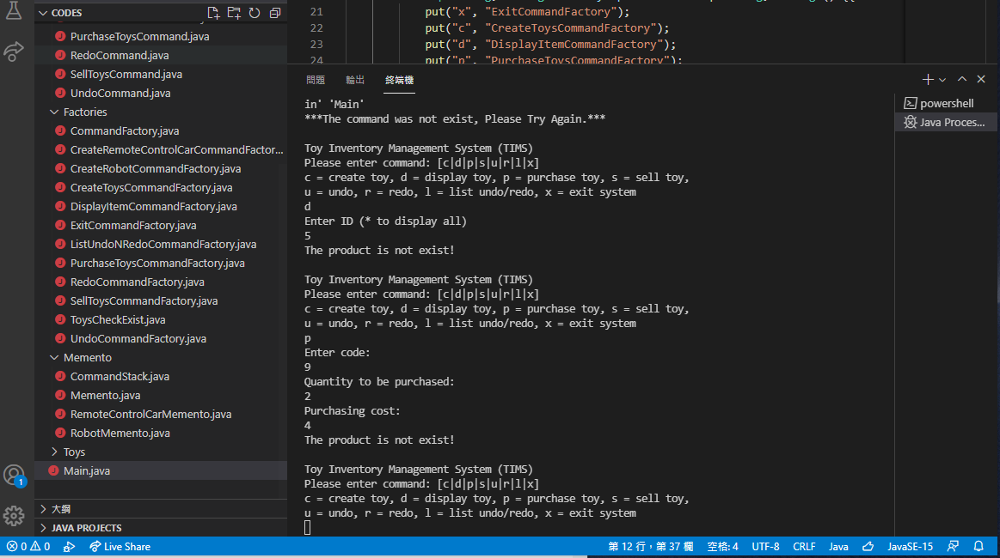 CODES
PurchaseToysCommand.java
RedoCommand.java
SellToysCommand.java
UndoCommand.java
Factories
CommandFactory.java
CreateRemoteControlCarCommandFactor...
CreateRobotCommandFactory.java
CreateToysCommandFactory.java
DisplayItemCommandFactory.java
ExitCommandFactory.java
ListUndoNRedoCommandFactory.java
PurchaseToysCommandFactory.java
RedoCommandFactory.java
SellToysCommandFactory.java
ToysCheckExist.java
UndoCommandFactory.java
Memento
CommandStack.java
Memento.java
RemoteControlCarMemento.java
RobotMemento.java
Toys
Main.java
大綱
JAVA PROJECTS
21 put("x", "ExitCommandFactory");
22 put("c", "CreateToysCommandFactory");
23 put("d", "DisplayItemCommandFactory");
24 put("p", "PurchaseToysCommandFactory");
問題 輸出 終端機
in' 'Main'
***The command was not exist, Please Try Again.***
Toy Inventory Management System (TIMS)
Please enter command: [c|d|p|s|u|r|l|x]
c = create toy, d = display toy, p = purchase toy, s = sell toy,
u = undo, r = redo, l = list undo/redo, x = exit system
d
Enter ID (* to display all)
5
The product is not exist!
Toy Inventory Management System (TIMS)
Please enter command: [c|d|p|s|u|r|l|x]
c = create toy, d = display toy, p = purchase toy, s = sell toy,
u = undo, r = redo, l = list undo/redo, x = exit system
p
Enter code:
9
Quantity to be purchased:
2
Purchasing cost:
4
The product is not exist!
Toy Inventory Management System (TIMS)
Please enter command: [c|d|p|s|u|r|l|x]
c = create toy, d = display toy, p = purchase toy, s = sell toy,
u = undo, r = redo, l = list undo/redo, x = exit system
powershell
Java Proces...
1
0 0 Live Share 第 12 行，第 37 欄 空格: 4 UTF-8 CRLF Java JavaSE-15